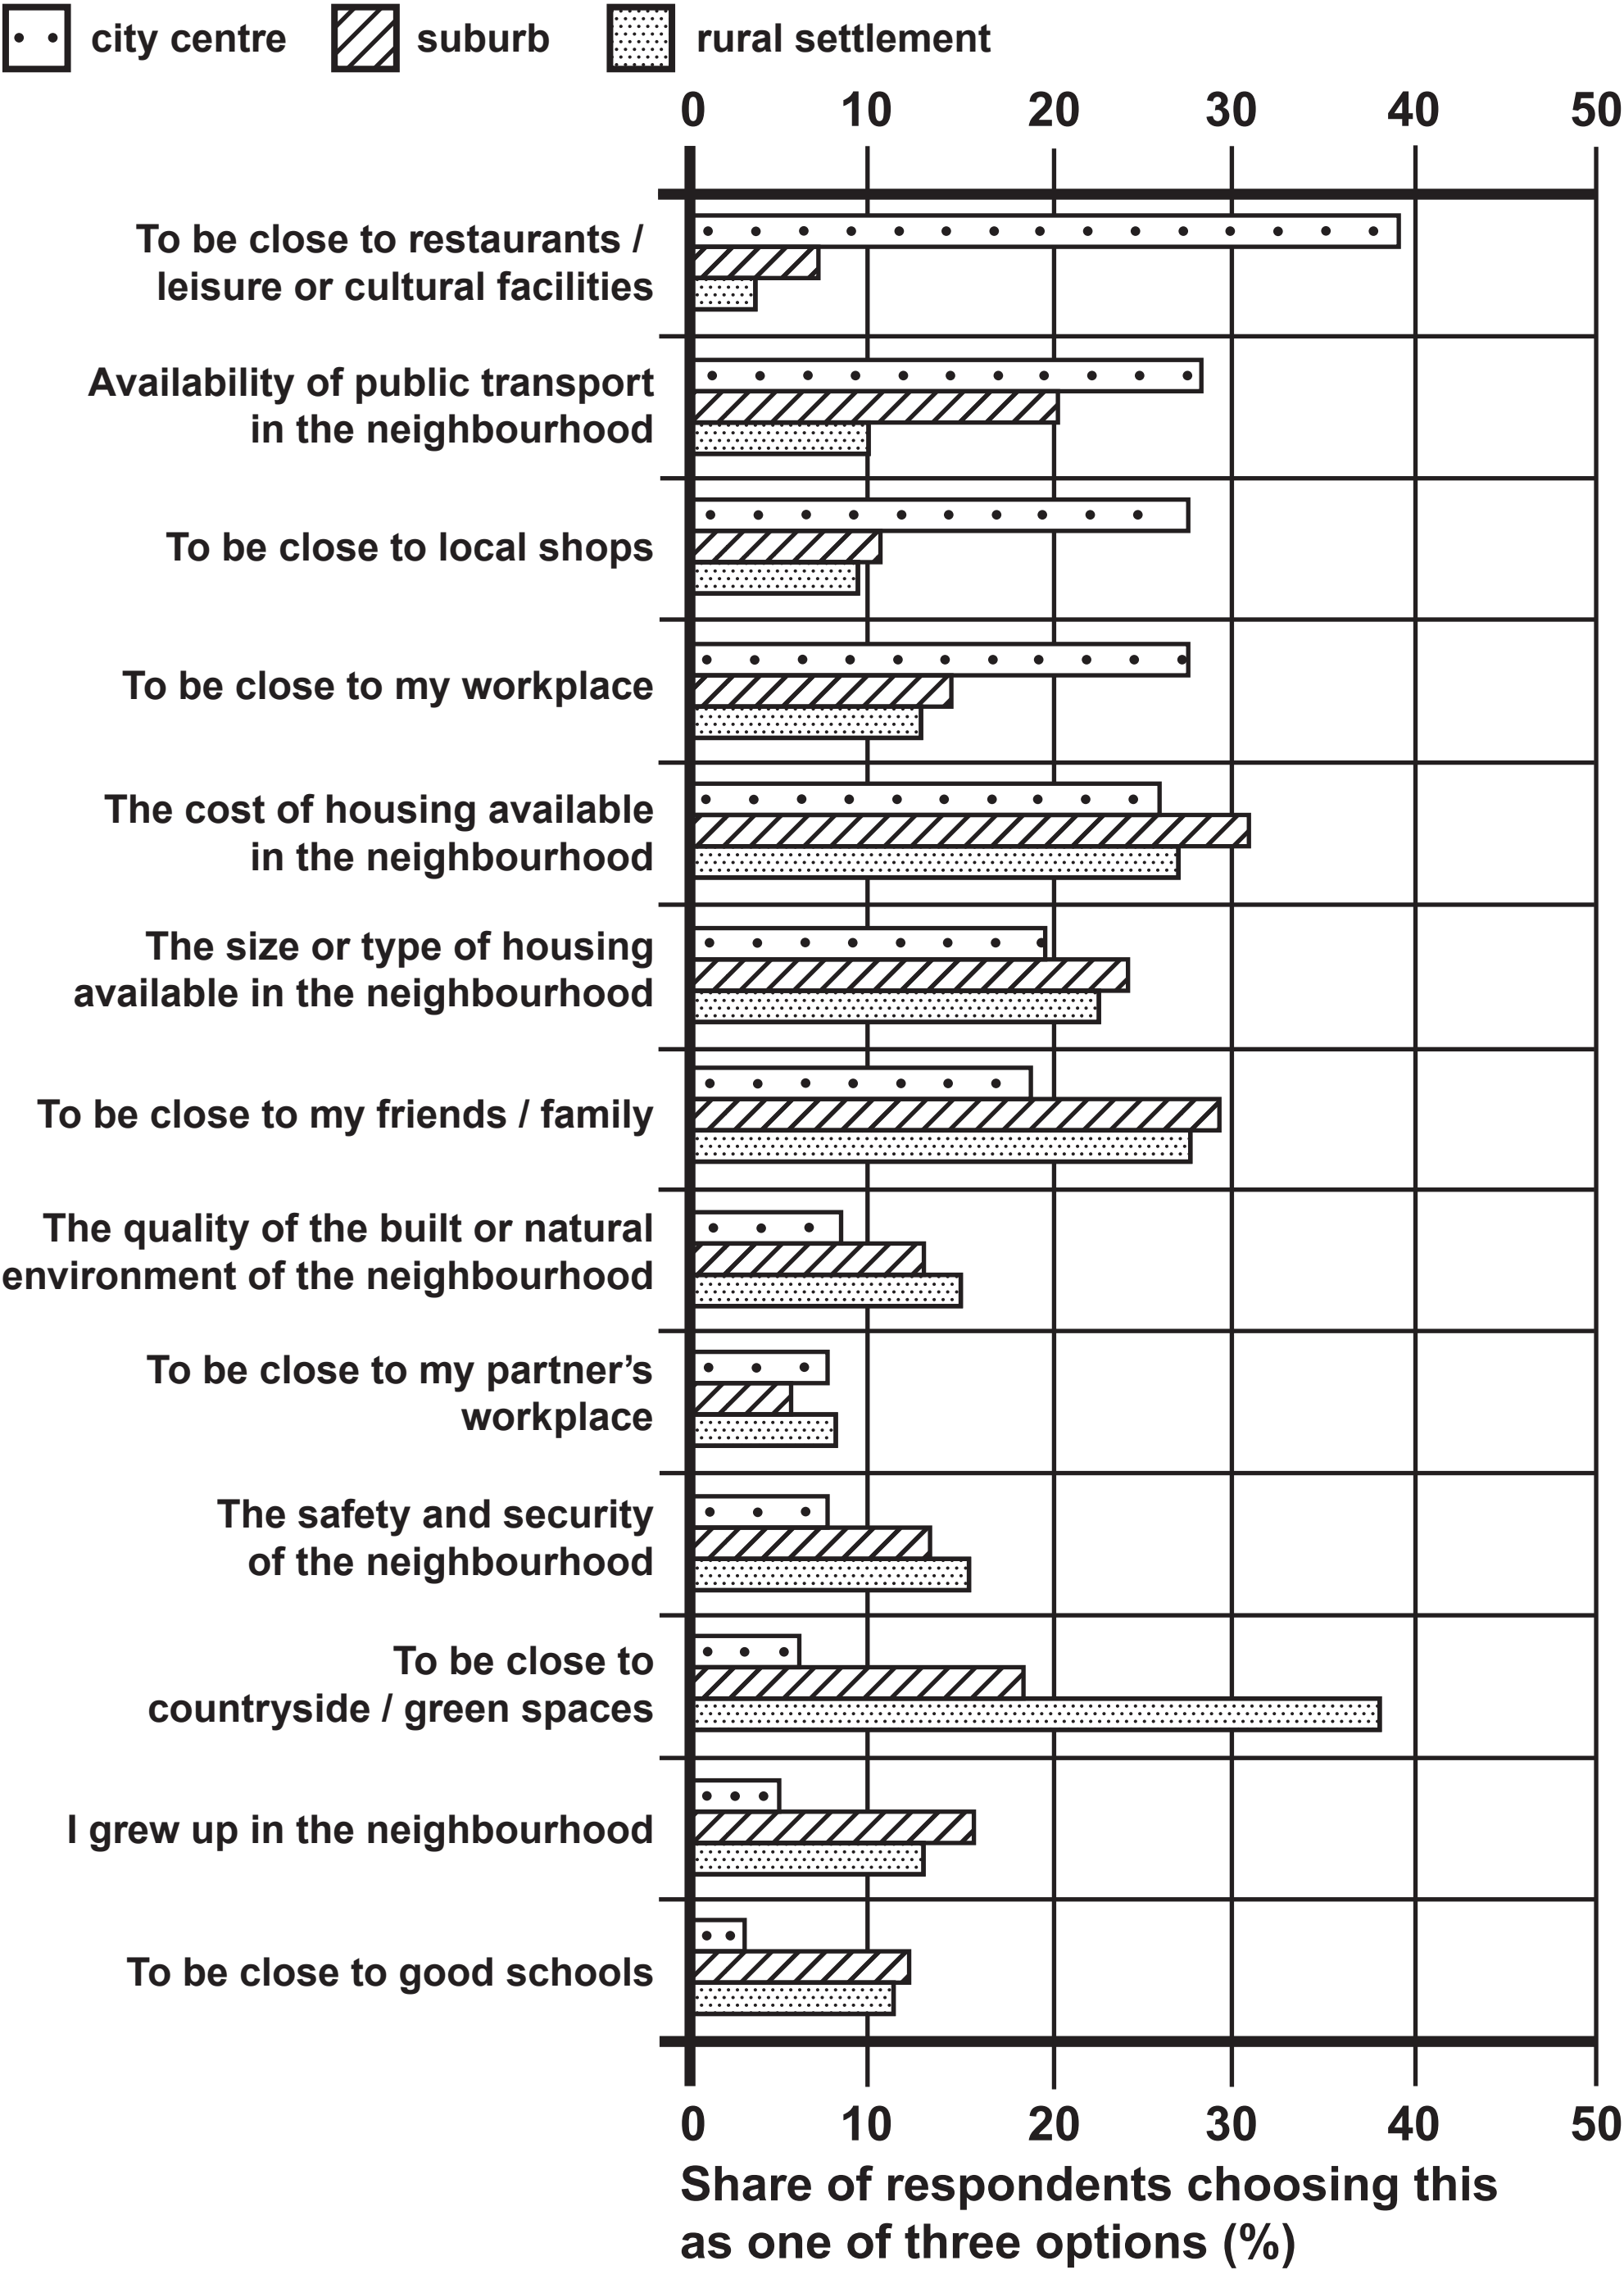 city centre suburb rural settlement
0 10 20 30 40 50
To be close to restaurants /
leisure or cultural facilities
Availability of public transport
in the neighbourhood
To be close to local shops
To be close to my workplace
The cost of housing available
in the neighbourhood
The size or type of housing
available in the neighbourhood
To be close to my friends / family
The quality of the built or natural
environment of the neighbourhood
To be close to my partner’s
workplace
The safety and security
of the neighbourhood
To be close to
countryside / green spaces
I grew up in the neighbourhood
To be close to good schools
0 10 20 30 40 50
Share of respondents choosing this
as one of three options (%)